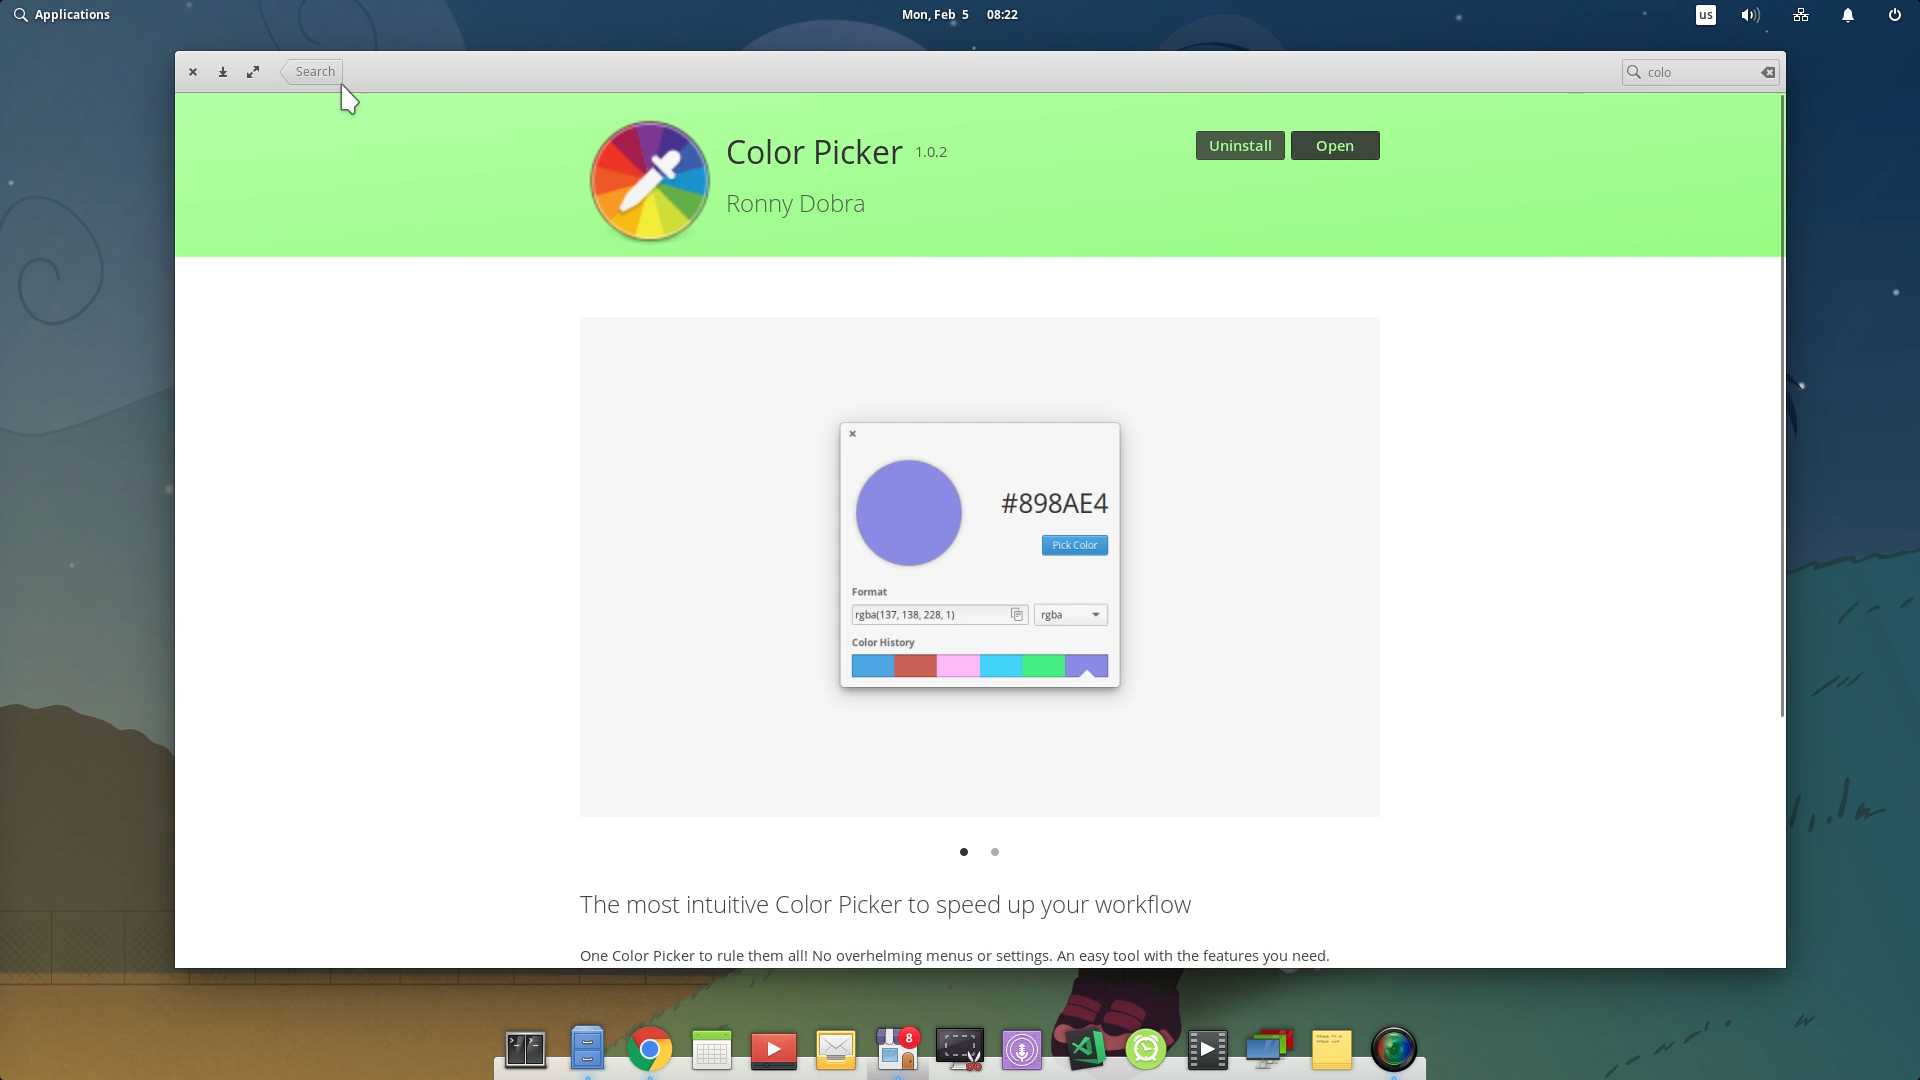 Applications
Mon, Feb 5 08:22
us
Search
colo
Color Picker 1.0.2
Uninstall
Open
Ronny Dobra
#898AE4
Pick Color
Format
rgba(137, 138, 228, 1)
rgba
Color History
The most intuitive Color Picker to speed up your workflow
One Color Picker to rule them all! No overhelming menus or settings. An easy tool with the features you need.
8